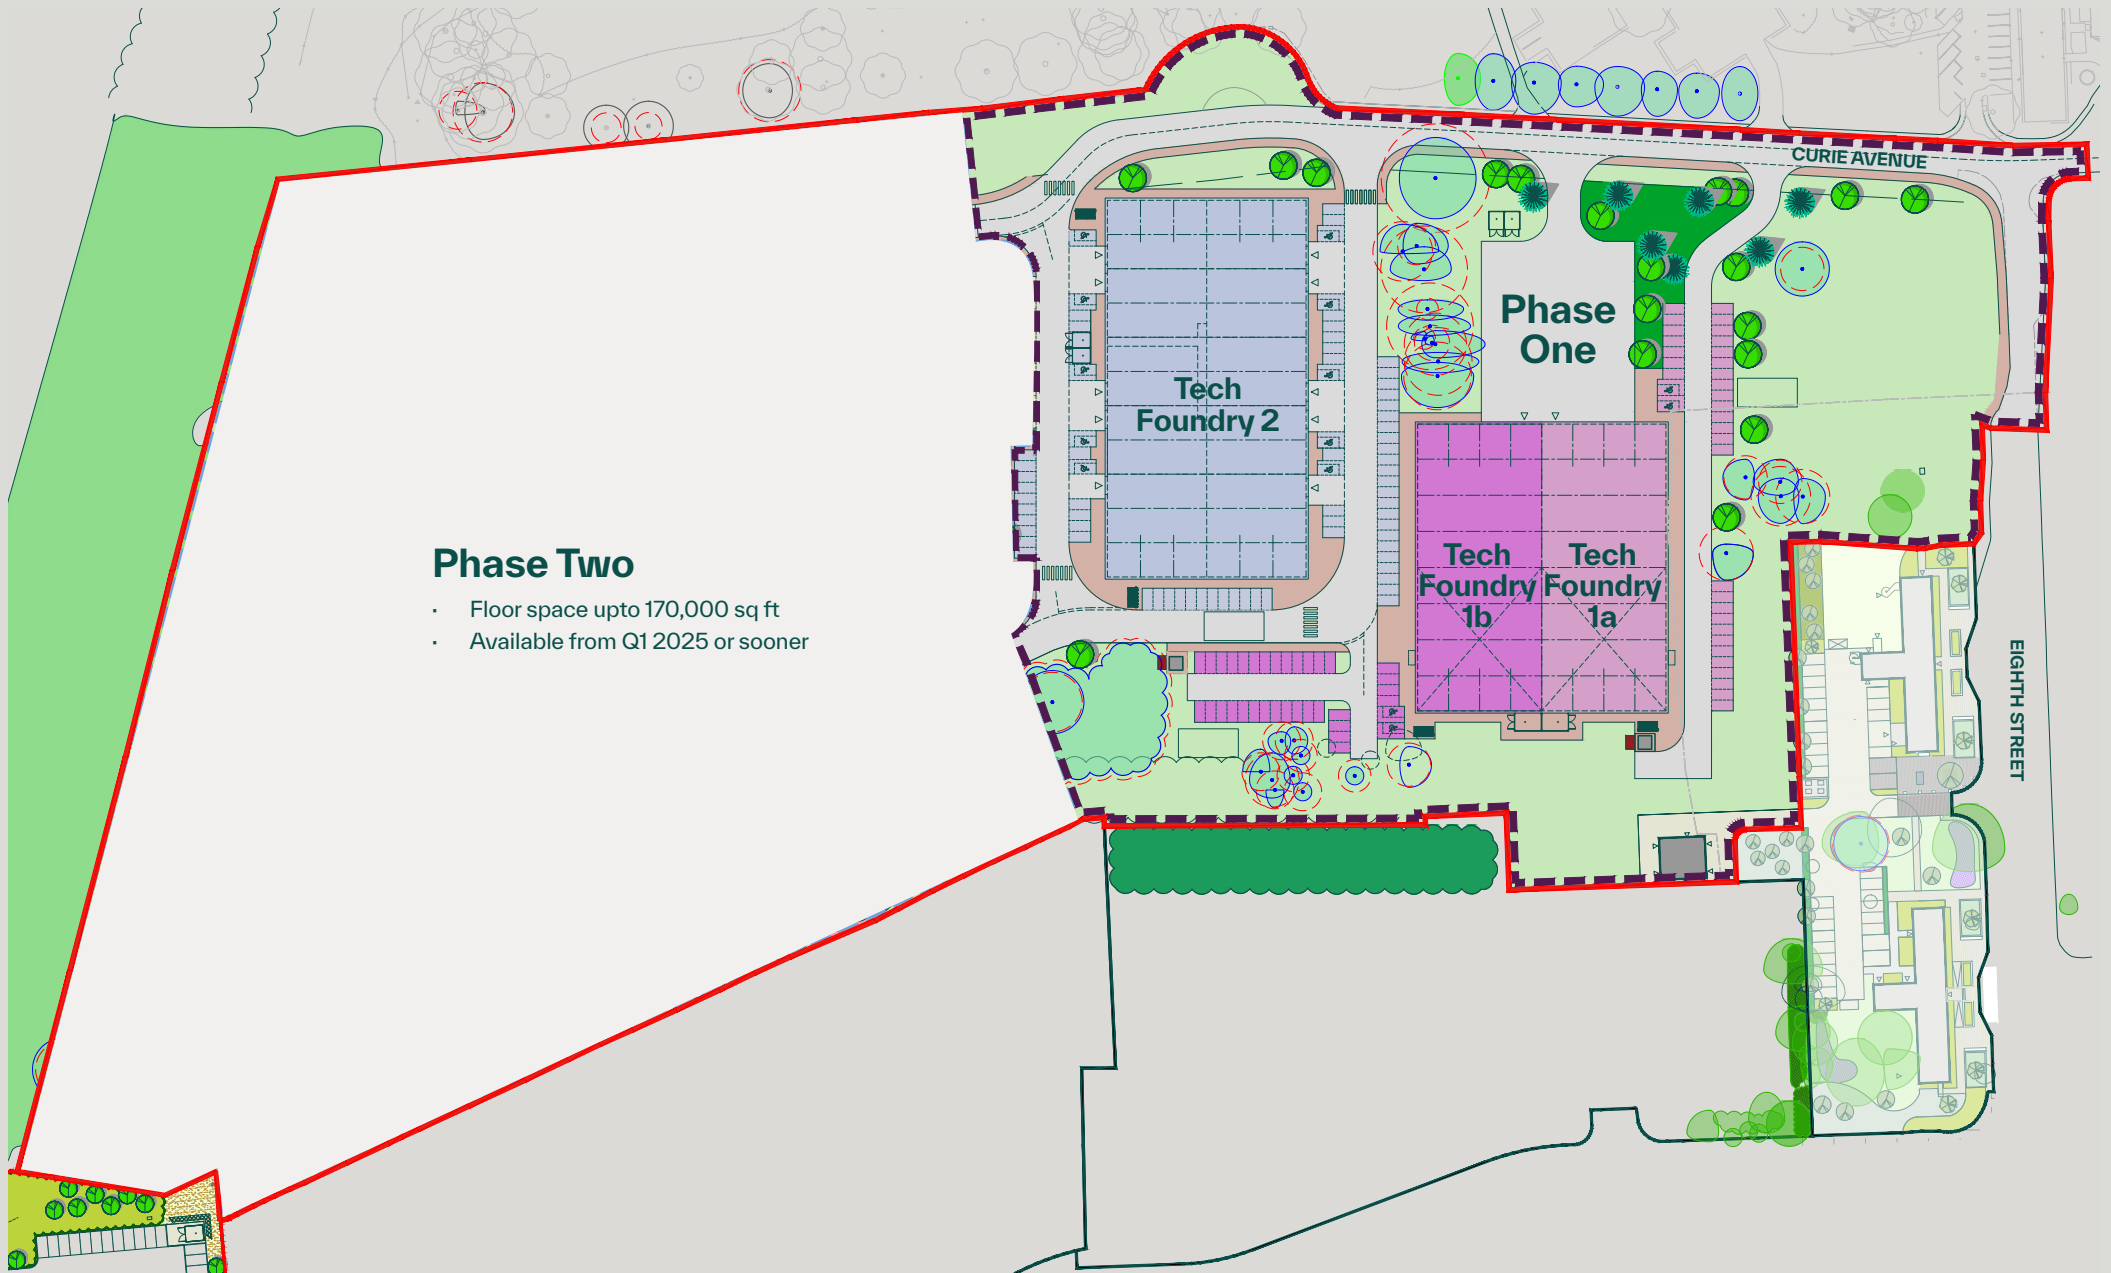 CURIE AVENUE
Phase
One
Tech
Foundry 2
Phase Two
· Floor space upto 170,000 sq ft
· Available from Q1 2025 or sooner
Tech
Foundry
1b
Tech
Foundry
1a
EIGHTH STREET